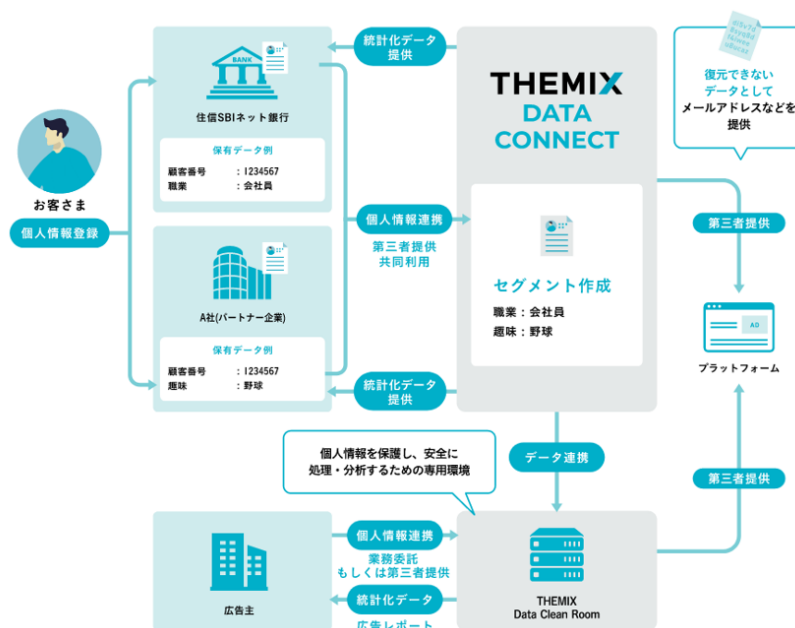 統計化データ
提供
BANK
住信SBIネット銀行
保有データ例
顧客番号　：1234567
職業　：会社員
お客さま
個人情報登録
A社(パートナー企業)
保有データ例
顧客番号　：1234567
趣味　：野球
個人情報連携
第三者提供
共同利用
統計化データ
提供
THEMIX
DATA
CONNECT
セグメント作成
職業：会社員
趣味：野球
復元できない
データとして
メールアドレスなどを
提供
第三者提供
AD
プラットフォーム
第三者提供
データ連携
個人情報を保護し、安全に
処理・分析するための専用環境
広告主
個人情報連携
業務委託
もしくは第三者提供
統計化データ
広告レポート
THEMIX
Data Clean Room